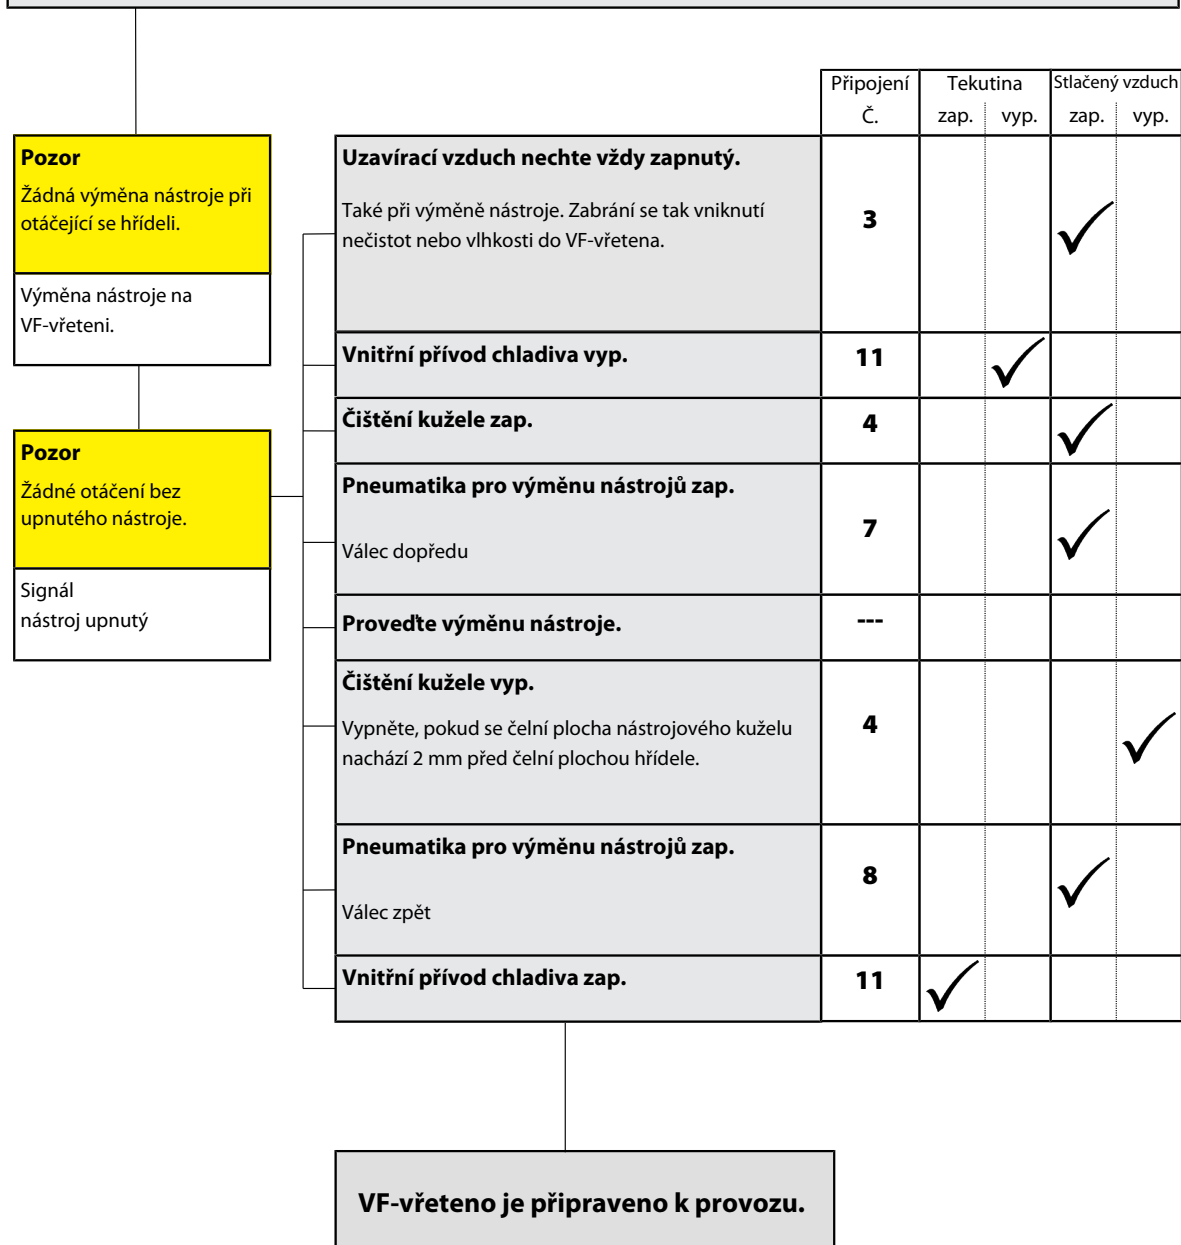 Připojení Tekutina Stlačený vzduch
Č. zap. vyp. zap. vyp.
Pozor
Žádná výměna nástroje při
otáčející se hřídeli.
Výměna nástroje na
VF-vřeteni.
Pozor
Žádné otáčení bez
upnutého nástroje.
Signál
nástroj upnutý
Uzavírací vzduch nechte vždy zapnutý.
Také při výměně nástroje. Zabrání se tak vniknutí
nečistot nebo vlhkosti do VF-vřetena.
3
Vnitřní přívod chladiva vyp.
11
Čištění kužele zap.
4
Pneumatika pro výměnu nástrojů zap.
Válec dopředu
7
Proveďte výměnu nástroje.
---
Čištění kužele vyp.
Vypněte, pokud se čelní plocha nástrojového kuželu
nachází 2 mm před čelní plochou hřídele.
4
Pneumatika pro výměnu nástrojů zap.
Válec zpět
8
Vnitřní přívod chladiva zap.
11
VF-vřeteno je připraveno k provozu.